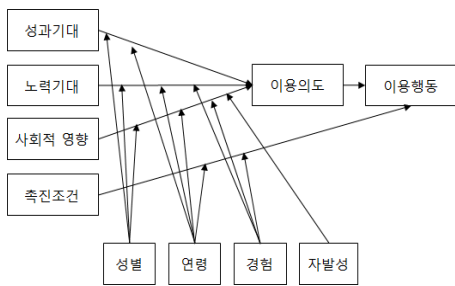 성과기대
노력기대
이용의도
이용행동
사회적 영향
촉진조건
성별
연령
경험
자발성